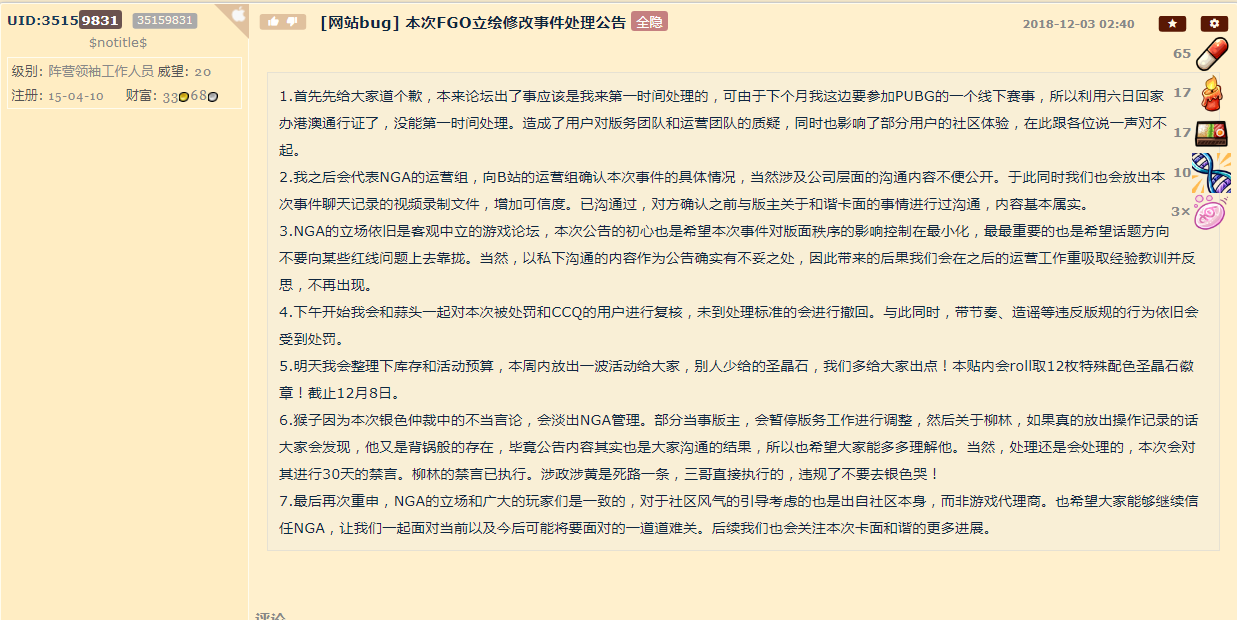 UID:35159831 35159831
$notitle$
级别: 阵营领袖工作人员 威望: 20
注册: 15-04-10 财富: 33 68
[网站bug] 本次FGO立绘修改事件处理公告 全隐
2018-12-03 02:40
65
17
17
10
3×
1.首先先给大家道个歉，本来论坛出了事应该是我来第一时间处理的，可由于下个月我这边要参加PUBG的一个线下赛事，所以利用六日回家
办港澳通行证了，没能第一时间处理。造成了用户对版务团队和运营团队的质疑，同时也影响了部分用户的社区体验，在此跟各位说一声对不
起。
2.我之后会代表NGA的运营组，向B站的运营组确认本次事件的具体情况，当然涉及公司层面的沟通内容不便公开。于此同时我们也会放出本
次事件聊天记录的视频录制文件，增加可信度。已沟通过，对方确认之前与版主关于和谐卡面的事情进行过沟通，内容基本属实。
3.NGA的立场依旧是客观中立的游戏论坛，本次公告的初心也是希望本次事件对版面秩序的影响控制在最小化，最最重要的也是希望话题方向
不要向某些红线问题上去靠拢。当然，以私下沟通的内容作为公告确实有不妥之处，因此带来的后果我们会在之后的运营工作重吸取经验教训并反
思，不再出现。
4.下午开始我会和蒜头一起对本次被处罚和CCQ的用户进行复核，未到处理标准的会进行撤回。与此同时，带节奏、造谣等违反版规的行为依旧会
受到处罚。
5.明天我会整理下库存和活动预算，本周内放出一波活动给大家，别人少给的圣晶石，我们多给大家出点！本贴内会roll取12枚特殊配色圣晶石徽
章！截止12月8日。
6.猴子因为本次银色仲裁中的不当言论，会淡出NGA管理。部分当事版主，会暂停版务工作进行调整，然后关于柳林，如果真的放出操作记录的话
大家会发现，他又是背锅般的存在，毕竟公告内容其实也是大家沟通的结果，所以也希望大家能多多理解他。当然，处理还是会处理的，本次会对
其进行30天的禁言。柳林的禁言已执行。涉政涉黄是死路一条，三哥直接执行的，违规了不要去银色哭！
7.最后再次重申，NGA的立场和广大的玩家们是一致的，对于社区风气的引导考虑的也是出自社区本身，而非游戏代理商。也希望大家能够继续信
任NGA，让我们一起面对当前以及今后可能将要面对的一道道难关。后续我们也会关注本次卡面和谐的更多进展。
评论